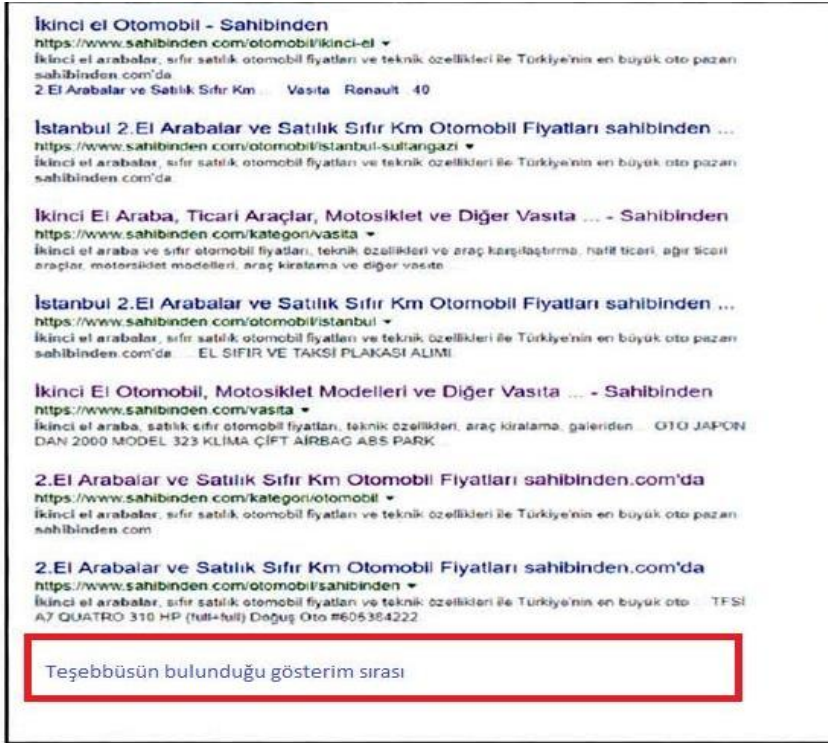 İkinci el Otomobil - Sahibinden
https://www.sahibinden.com/otomobil/ikinci-el
İkinci el arabalar, sıfır satılık otomobil fiyatları ve teknik özellikleri ile Türkiye'nin en büyük oto pazarı
sahibinden.com'da
2.El Arabalar ve Satılık Sıfır Km ... Vasıta Renault 40
İstanbul 2.El Arabalar ve Satılık Sıfır Km Otomobil Fiyatları sahibinden ...
https://www.sahibinden.com/otomobil/istanbul-sultangazi
İkinci el arabalar, sıfır satılık otomobil fiyatları ve teknik özellikleri ile Türkiye'nin en büyük oto pazarı
sahibinden.com'da
İkinci El Araba, Ticari Araçlar, Motosiklet ve Diğer Vasıta ... - Sahibinden
https://www.sahibinden.com/kategori/vasita
İkinci el araba ve sıfır otomobil fiyatları, teknik özellikleri ve araç karşılaştırma, hafif ticari, ağır ticari
araçlar, motorsiklet modelleri, araç kiralama ve diğer vasıta
İstanbul 2.El Arabalar ve Satılık Sıfır Km Otomobil Fiyatları sahibinden ...
https://www.sahibinden.com/otomobil/istanbul
İkinci el arabalar, sıfır satılık otomobil fiyatları ve teknik özellikleri ile Türkiye'nin en büyük oto pazarı
sahibinden.com'da ... EL SIFIR VE TAKSİ PLAKASI ALIMI
İkinci El Otomobil, Motosiklet Modelleri ve Diğer Vasıta ... - Sahibinden
https://www.sahibinden.com/vasita
İkinci el araba, satılık sıfır otomobil fiyatları, teknik özellikleri, araç kiralama, galeriden ... OTO JAPON
DAN 2000 MODEL 323 KLİMA ÇİFT AİRBAG ABS PARK
2.El Arabalar ve Satılık Sıfır Km Otomobil Fiyatları sahibinden.com'da
https://www.sahibinden.com/kategori/otomobil
İkinci el arabalar, sıfır satılık otomobil fiyatları ve teknik özellikleri ile Türkiye'nin en büyük oto pazarı
sahibinden.com
2.El Arabalar ve Satılık Sıfır Km Otomobil Fiyatları sahibinden.com'da
https://www.sahibinden.com/otomobil/sahibinden
İkinci el arabalar, sıfır satılık otomobil fiyatları ve teknik özellikleri ile Türkiye'nin en büyük oto ... TFSİ
A7 QUATRO 310 HP (full+full) Doğuş Oto #605384222
Teşebbüsün bulunduğu gösterim sırası